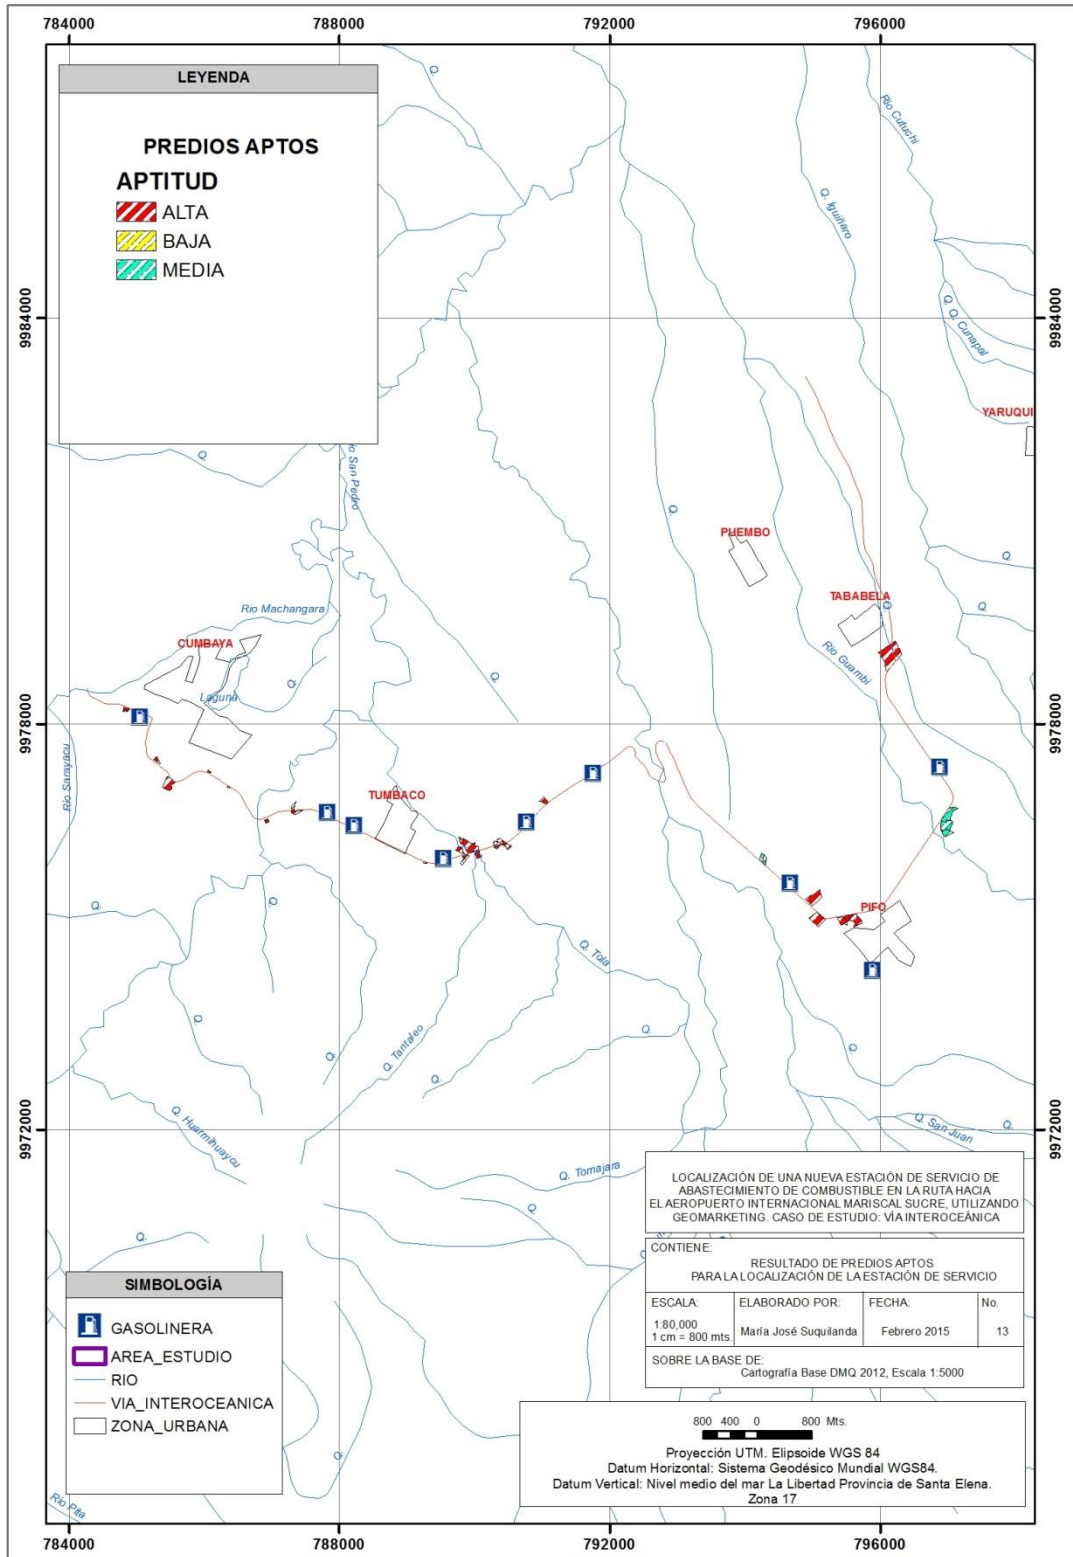 784000 788000 792000 796000
LEYENDA
PREDIOS APTOS
APTITUD
ALTA
BAJA
MEDIA
Q.
Rio Cutuchi
Q. Iguiñaro
9984000 9984000
Q. Q. Cunapal
YARUQUI
Q.
San Pedro
Q.
PUEMBO
Q.
TABABELA
Q.
Q.
Rio Machangara
CUMBAYA
Q.
Laguna
Q.
Rio Guambi
9978000 9978000
Rio Sarayacu
TUMBACO
PIFO
Q.
Q.
Q. Tola
Q.
Q.
Q.
Q. Tantaleo
Q.
Q.
Q.
Q. Huarmihuaycu
9972000 9972000
Q. San Juan
Q.
Q. Tomajara
Q.
Q.
LOCALIZACIÓN DE UNA NUEVA ESTACIÓN DE SERVICIO DE
ABASTECIMIENTO DE COMBUSTIBLE EN LA RUTA HACIA
EL AEROPUERTO INTERNACIONAL MARISCAL SUCRE, UTILIZANDO
GEOMARKETING. CASO DE ESTUDIO: VÍA INTEROCEÁNICA
CONTIENE:
RESULTADO DE PREDIOS APTOS
PARA LA LOCALIZACIÓN DE LA ESTACIÓN DE SERVICIO
ESCALA: ELABORADO POR: FECHA: No.
1:80,000
1 cm = 800 mts. María José Suquilanda Febrero 2015 13
SOBRE LA BASE DE:
Cartografía Base DMQ 2012, Escala 1:5000
SIMBOLOGÍA
GASOLINERA
AREA_ESTUDIO
RIO
VIA_INTEROCEANICA
ZONA_URBANA
800 400 0 800 Mts.
Proyección UTM. Elipsoide WGS 84
Datum Horizontal: Sistema Geodésico Mundial WGS84.
Datum Vertical: Nivel medio del mar La Libertad Provincia de Santa Elena.
Zona 17
Q.
Rio Pita
784000 788000 792000 796000